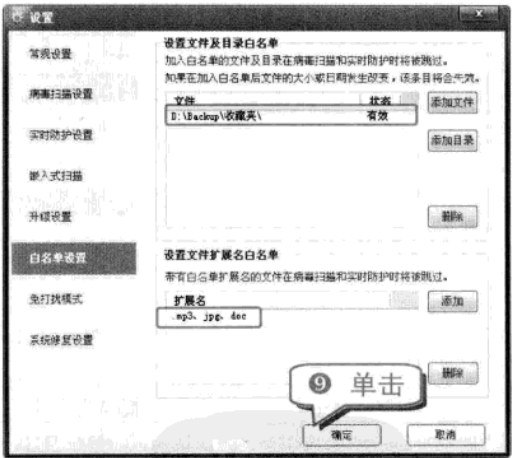 设置
常规设置
病毒扫描设置
实时防护设置
嵌入式扫描
升级设置
白名单设置
免打扰模式
系统修复设置
设置文件及目录白名单
加入白名单的文件及目录在病毒扫描和实时防护时将被跳过。
如果在加入白名单后文件的大小或日期发生改变，该条目将会失效。
文件 状态
D:\Backup\收藏夹\ 有效
添加文件
添加目录
删除
设置文件扩展名白名单
带有白名单扩展名的文件在病毒扫描和实时防护时将被跳过。
扩展名
.mp3、jpg、doc
添加
删除
9 单击
确定
取消